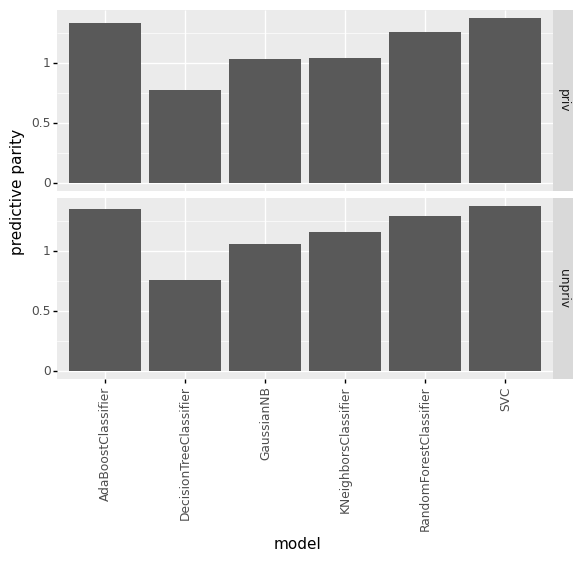 predictive parity
1
0.5
0
priv
1
0.5
0
unpriv
AdaBoostClassifier
DecisionTreeClassifier
GaussianNB
KNeighborsClassifier
RandomForestClassifier
SVC
model